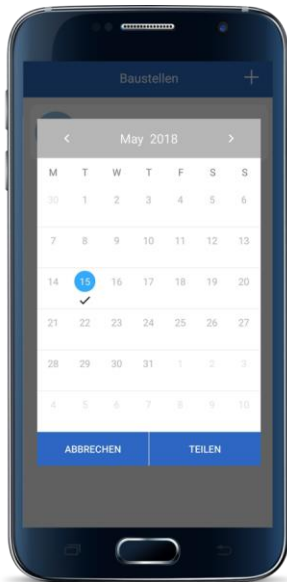 Baustellen +
< May 2018 >
M T W T F S S
30 1 2 3 4 5 6
7 8 9 10 11 12 13
14 15 16 17 18 19 20
21 22 23 24 25 26 27
28 29 30 31 1 2 3
4 5 6 7 8 9 10
ABBRECHEN TEILEN